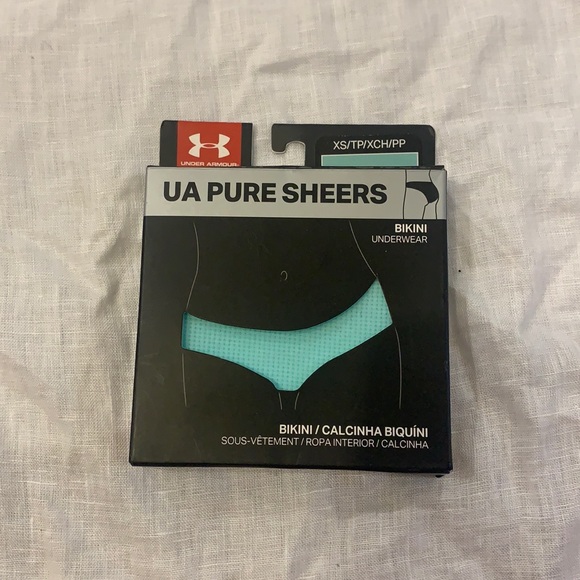 UNDER ARMOUR
XS/TP/XCH/PP
UA PURE SHEERS
BIKINI
UNDERWEAR
BIKINI / CALCINHA BIQUÍNI
SOUS-VÊTEMENT / ROPA INTERIOR / CALCINHA